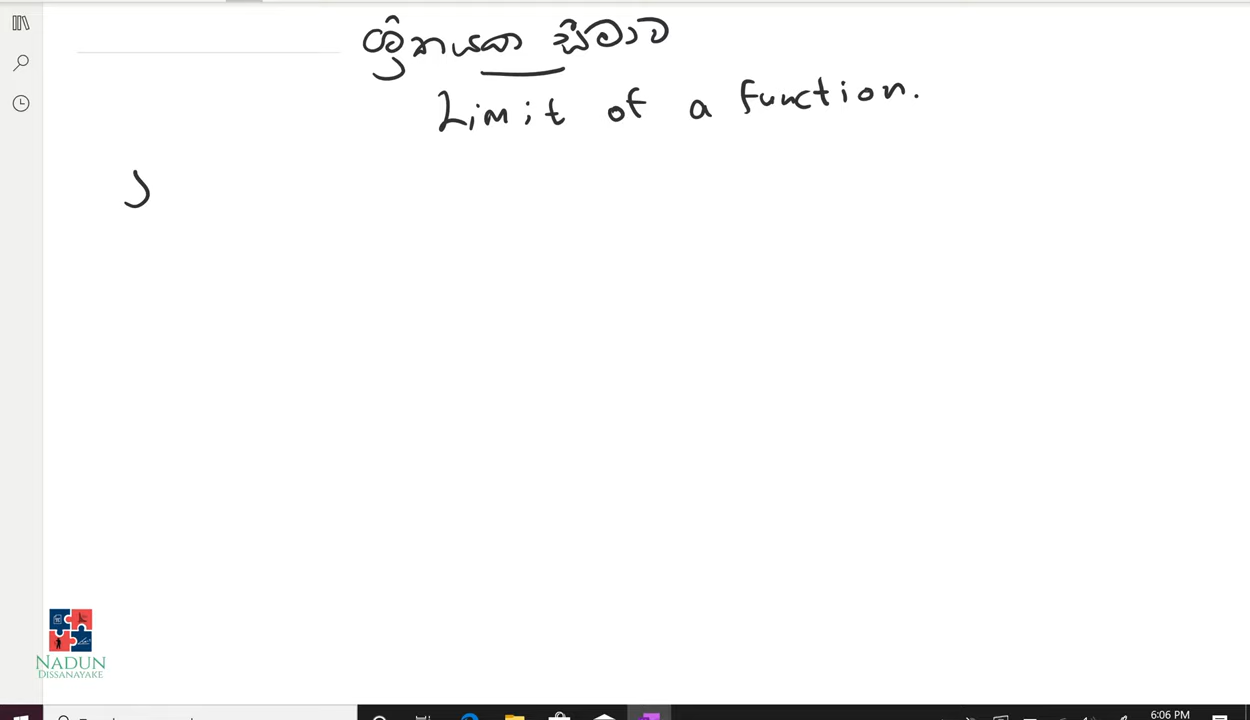 ශ්‍රිතයක සීමාව
Limit of a function.
NADUN
DISSANAYAKE
6:06 PM